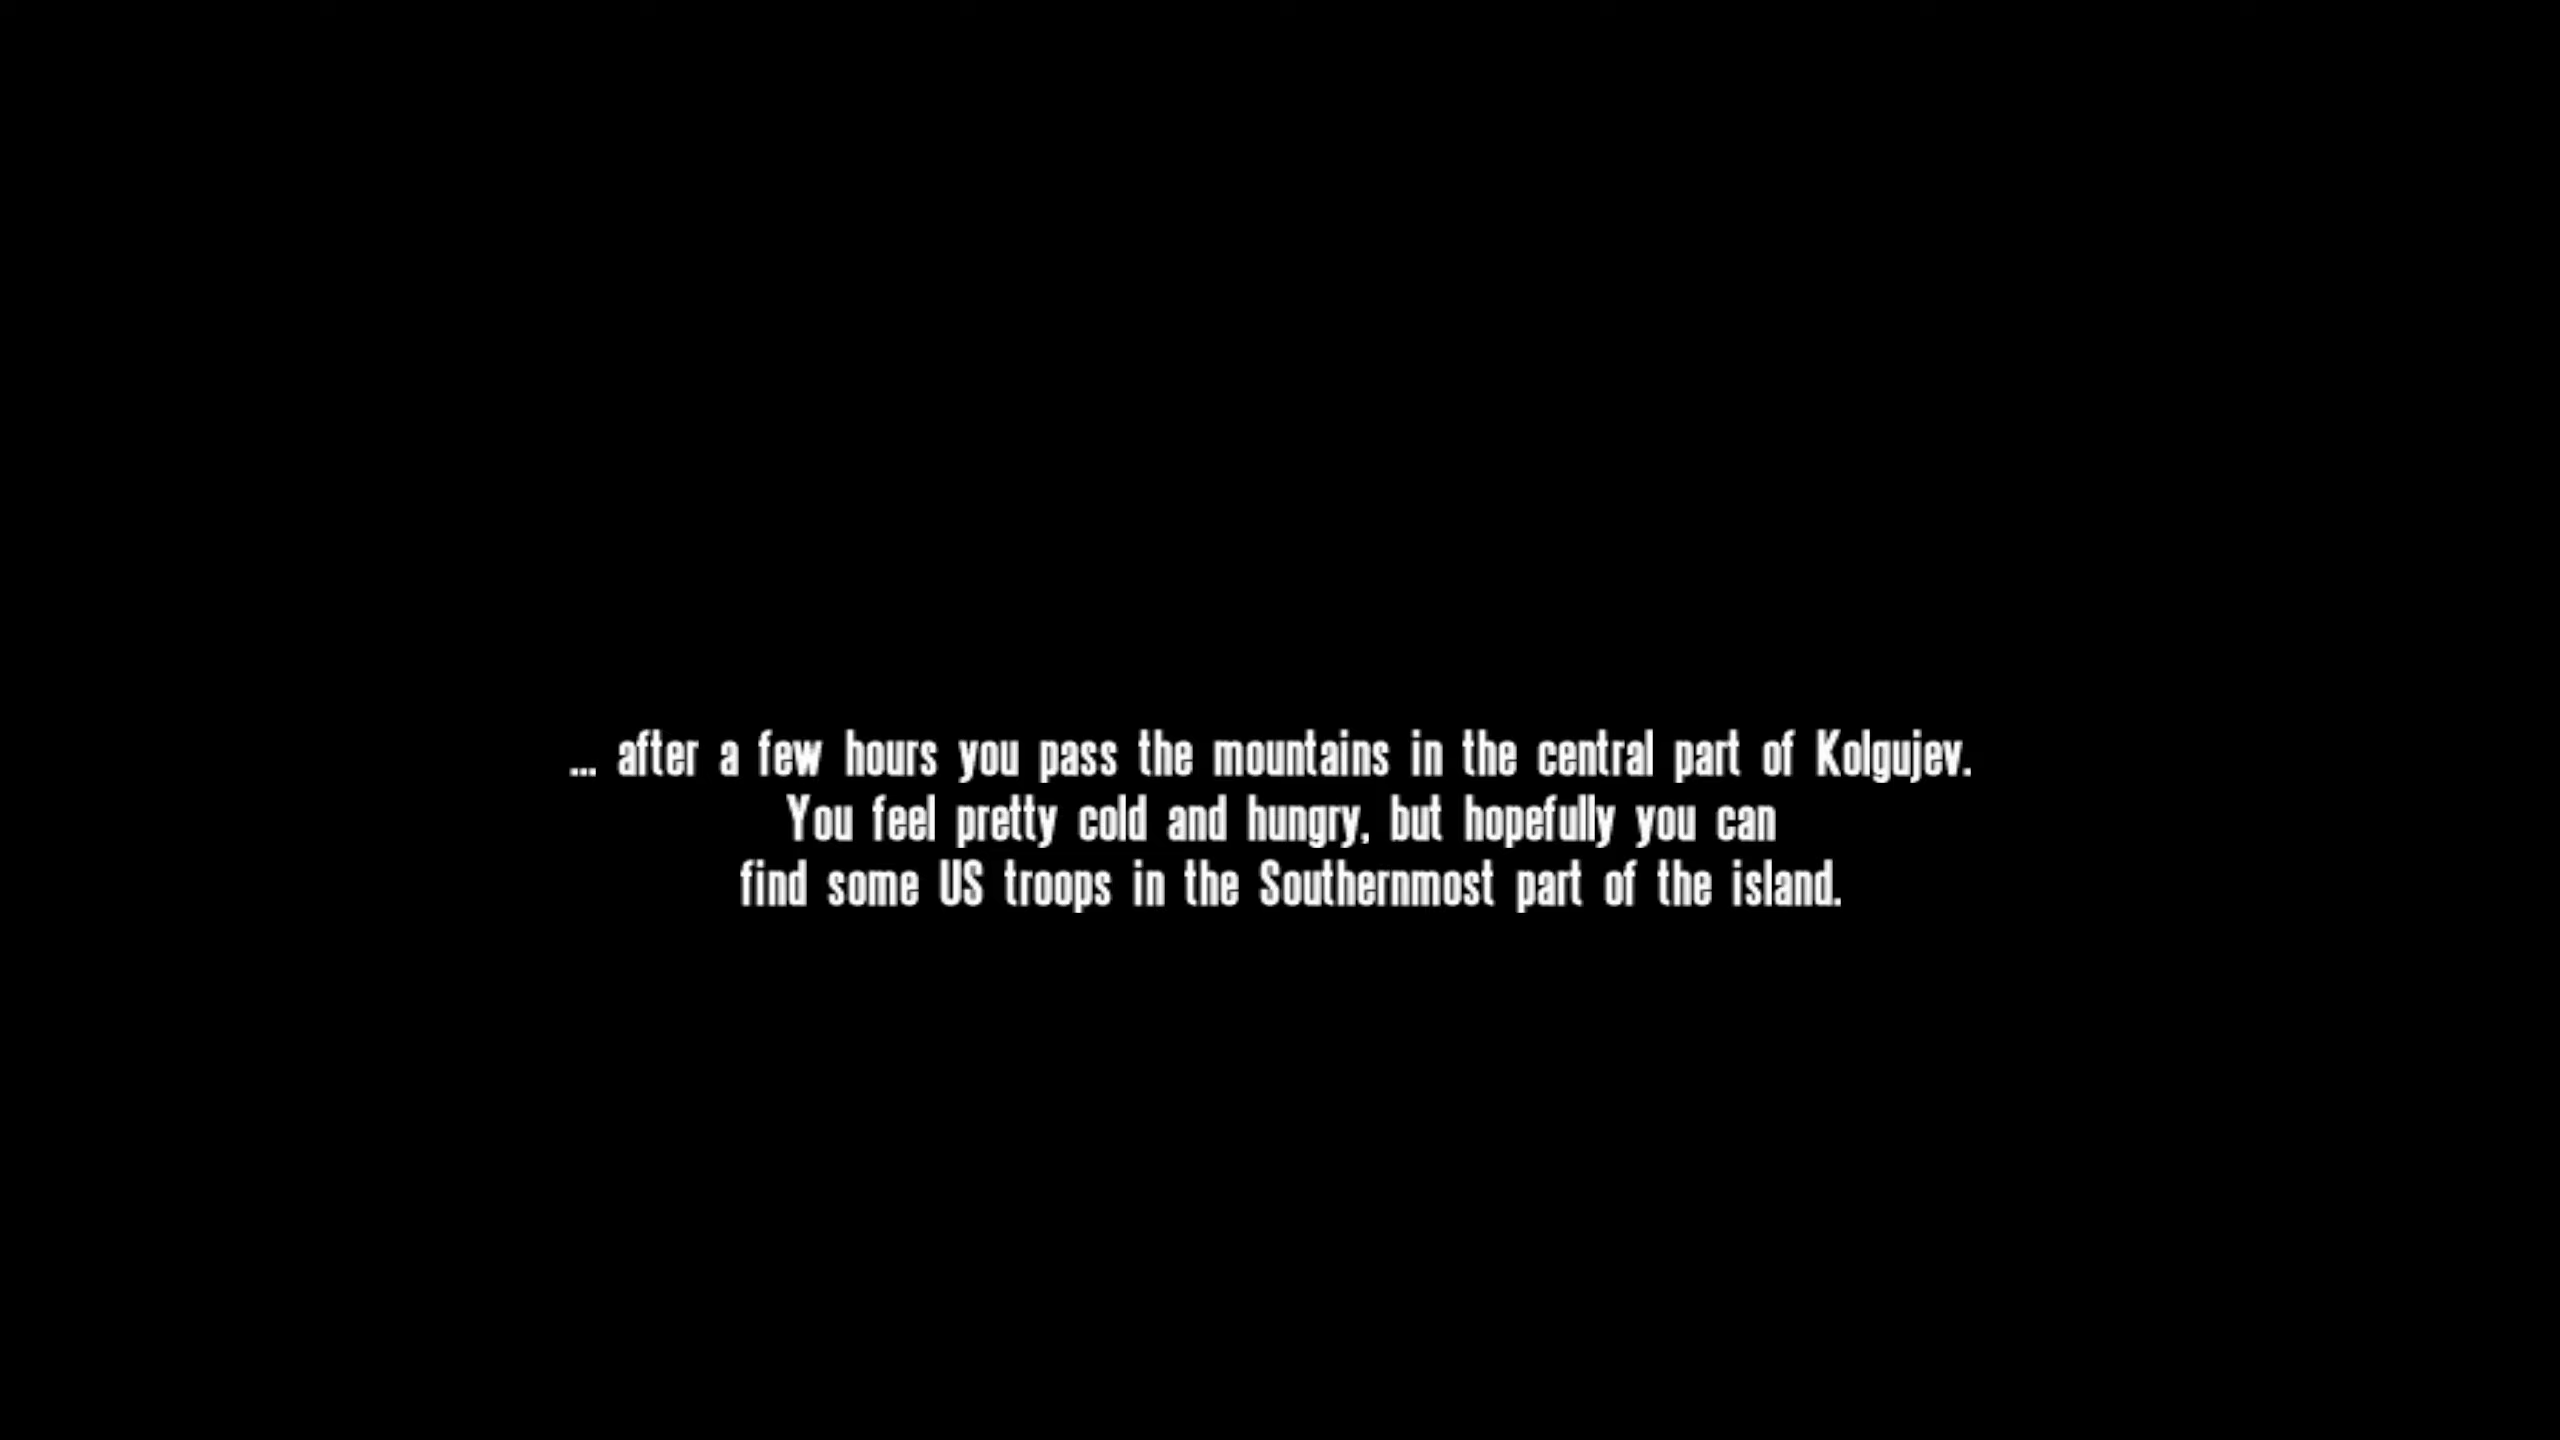 ... after a few hours you pass the mountains in the central part of Kolgujev.
You feel pretty cold and hungry, but hopefully you can
find some US troops in the Southernmost part of the island.